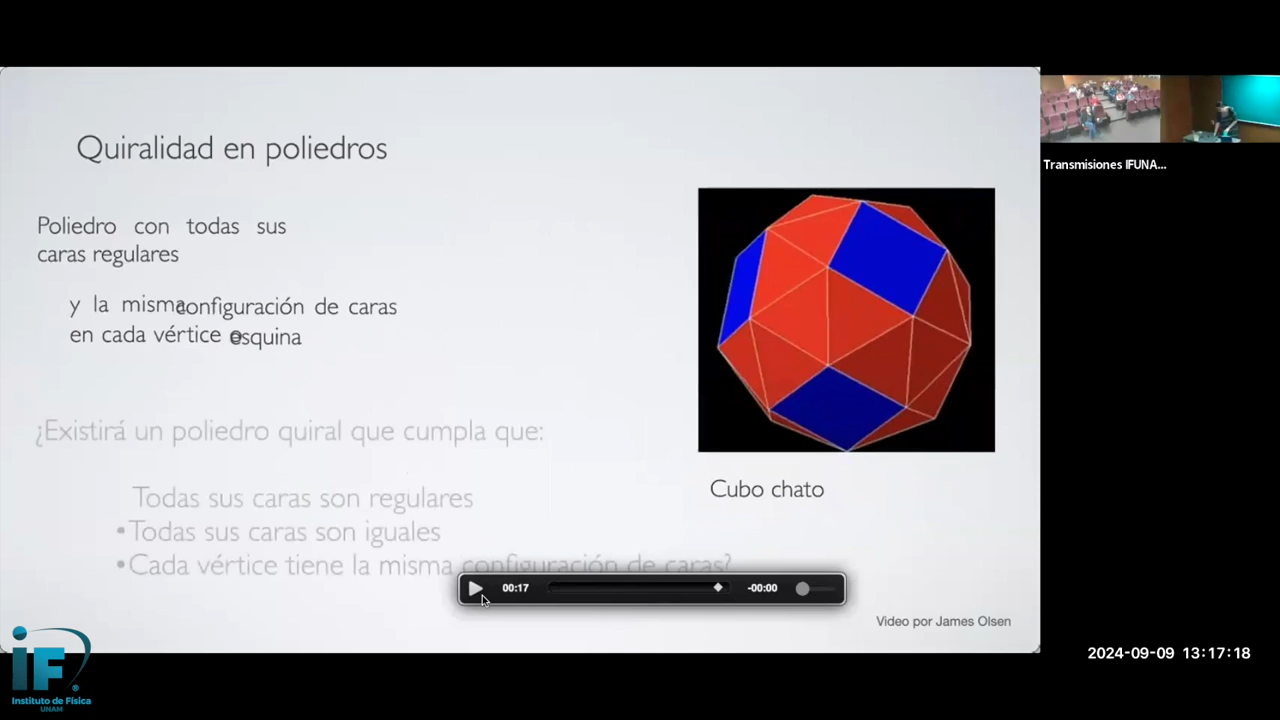 Quiralidad en poliedros
Poliedro con todas sus
caras regulares
y la misma configuración de caras
en cada vértice o esquina
¿Existirá un poliedro quiral que cumpla que:
Todas sus caras son regulares
•Todas sus caras son iguales
•Cada vértice tiene la misma configuración de caras?
00:17
-00:00
Cubo chato
Video por James Olsen
Transmisiones IFUNA...
2024-09-09 13:17:18
iF®
Instituto de Física
UNAM